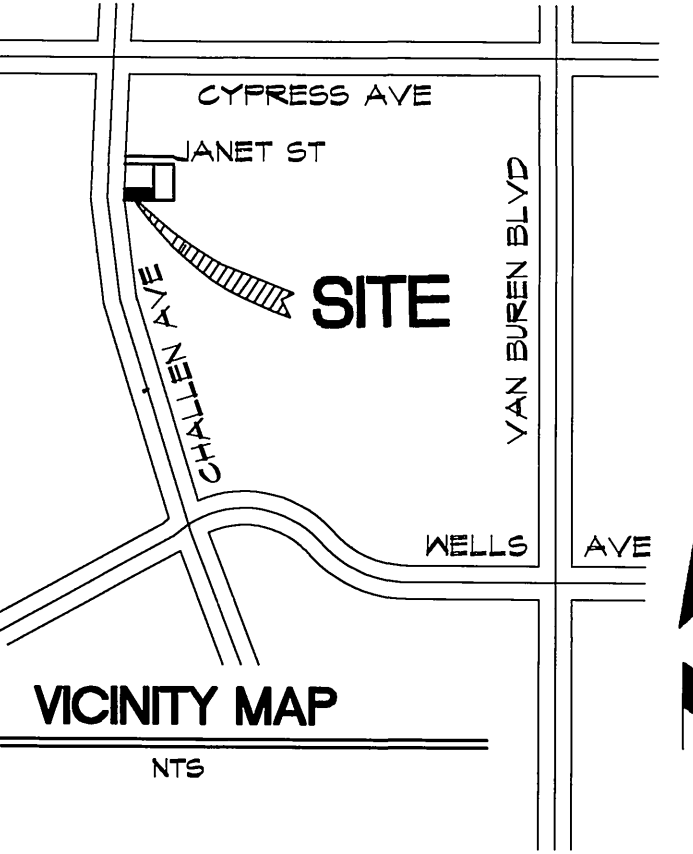 CYPRESS AVE
JANET ST
VAN BUREN BLVD
SITE
CHALLEN AVE
WELLS AVE
VICINITY MAP
NTS